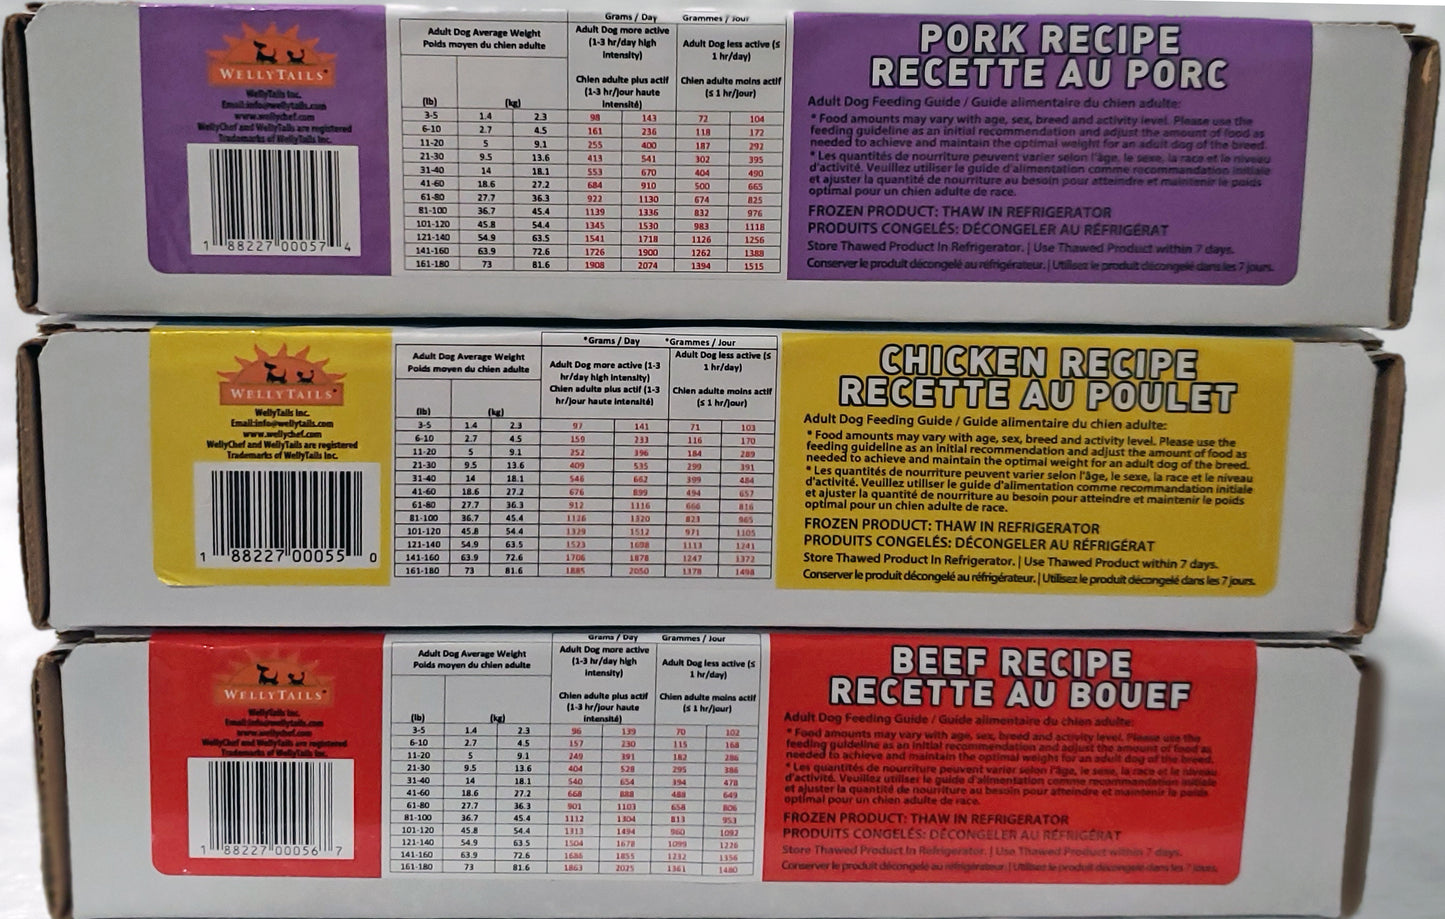 WELLYTAILS®
WellyTails Inc.
Email:info@wellytails.com
www.wellychef.com
WellyChef and WellyTails are registered
Trademarks of WellyTails Inc.
1 88227 00057 4
Grams / Day Grammes / Jour
Adult Dog Average Weight
Poids moyen du chien adulte
Adult Dog more active
(1-3 hr/day high
intensity)
Adult Dog less active (≤
1 hr/day)
Chien adulte plus actif
(1-3 hr/jour haute
intensité)
Chien adulte moins actif
(≤ 1 hr/jour)
(lb) (kg)
3-5 1.4 2.3 98 143 72 104
6-10 2.7 4.5 161 236 118 172
11-20 5 9.1 255 400 187 292
21-30 9.5 13.6 413 541 302 395
31-40 14 18.1 553 670 404 490
41-60 18.6 27.2 684 910 500 665
61-80 27.7 36.3 922 1130 674 825
81-100 36.7 45.4 1139 1336 832 976
101-120 45.8 54.4 1345 1530 983 1118
121-140 54.9 63.5 1541 1718 1126 1256
141-160 63.9 72.6 1726 1900 1262 1388
161-180 73 81.6 1908 2074 1394 1515
PORK RECIPE
RECETTE AU PORC
Adult Dog Feeding Guide / Guide alimentaire du chien adulte:
* Food amounts may vary with age, sex, breed and activity level. Please use the
feeding guideline as an initial recommendation and adjust the amount of food as
needed to achieve and maintain the optimal weight for an adult dog of the breed.
* Les quantités de nourriture peuvent varier selon l'âge, le sexe, la race et le niveau
d'activité. Veuillez utiliser le guide d'alimentation comme recommendation initiale
et ajuster la quantité de nourriture au besoin pour atteindre et maintenir le poids
optimal pour un chien adulte de race.
FROZEN PRODUCT: THAW IN REFRIGERATOR
PRODUITS CONGELÉS: DÉCONGELER AU RÉFRIGÉRAT
Store Thawed Product In Refrigerator. | Use Thawed Product within 7 days.
Conserver le produit décongelé au réfrigérateur. | Utilisez le produit décongelé dans les 7 jours.
WELLYTAILS®
WellyTails Inc.
Email:info@wellytails.com
www.wellychef.com
WellyChef and WellyTails are registered
Trademarks of WellyTails Inc.
1 88227 00055 0
*Grams / Day *Grammes / Jour
Adult Dog Average Weight
Poids moyen du chien adulte
Adult Dog more active (1-3
hr/day high intensity)
Chien adulte plus actif (1-3
hr/jour haute intensité)
Adult Dog less active (≤
1 hr/day)
Chien adulte moins actif
(≤ 1 hr/jour)
(lb) (kg)
3-5 1.4 2.3 97 141 71 103
6-10 2.7 4.5 159 233 116 170
11-20 5 9.1 252 396 184 289
21-30 9.5 13.6 409 535 299 391
31-40 14 18.1 546 662 399 484
41-60 18.6 27.2 676 899 494 657
61-80 27.7 36.3 912 1116 666 816
81-100 36.7 45.4 1126 1320 823 965
101-120 45.8 54.4 1329 1512 971 1105
121-140 54.9 63.5 1523 1698 1113 1241
141-160 63.9 72.6 1706 1878 1247 1372
161-180 73 81.6 1885 2050 1378 1498
CHICKEN RECIPE
RECETTE AU POULET
Adult Dog Feeding Guide / Guide alimentaire du chien adulte:
* Food amounts may vary with age, sex, breed and activity level. Please use the
feeding guideline as an initial recommendation and adjust the amount of food as
needed to achieve and maintain the optimal weight for an adult dog of the breed.
* Les quantités de nourriture peuvent varier selon l'âge, le sexe, la race et le niveau
d'activité. Veuillez utiliser le guide d'alimentation comme recommendation initiale
et ajuster la quantité de nourriture au besoin pour atteindre et maintenir le poids
optimal pour un chien adulte de race.
FROZEN PRODUCT: THAW IN REFRIGERATOR
PRODUITS CONGELÉS: DÉCONGELER AU RÉFRIGÉRAT
Store Thawed Product In Refrigerator. | Use Thawed Product within 7 days.
Conserver le produit décongelé au réfrigérateur. | Utilisez le produit décongelé dans les 7 jours.
WELLYTAILS®
WellyTails Inc.
Email:info@wellytails.com
www.wellychef.com
WellyChef and WellyTails are registered
Trademarks of WellyTails Inc.
1 88227 00056 7
Grams / Day Grammes / Jour
Adult Dog Average Weight
Poids moyen du chien adulte
Adult Dog more active
(1-3 hr/day high
intensity)
Adult Dog less active (≤
1 hr/day)
Chien adulte plus actif
(1-3 hr/jour haute
intensité)
Chien adulte moins actif
(≤ 1 hr/jour)
(lb) (kg)
3-5 1.4 2.3 96 139 70 102
6-10 2.7 4.5 157 230 115 168
11-20 5 9.1 249 391 182 286
21-30 9.5 13.6 404 528 295 386
31-40 14 18.1 540 654 394 478
41-60 18.6 27.2 668 888 488 649
61-80 27.7 36.3 901 1103 658 806
81-100 36.7 45.4 1112 1304 813 953
101-120 45.8 54.4 1313 1494 960 1092
121-140 54.9 63.5 1504 1678 1099 1226
141-160 63.9 72.6 1686 1855 1232 1356
161-180 73 81.6 1863 2025 1361 1480
BEEF RECIPE
RECETTE AU BOUEF
Adult Dog Feeding Guide / Guide alimentaire du chien adulte:
* Food amounts may vary with age, sex, breed and activity level. Please use the
feeding guideline as an initial recommendation and adjust the amount of food as
needed to achieve and maintain the optimal weight for an adult dog of the breed.
* Les quantités de nourriture peuvent varier selon l'âge, le sexe, la race et le niveau
d'activité. Veuillez utiliser le guide d'alimentation comme recommendation initiale
et ajuster la quantité de nourriture au besoin pour atteindre et maintenir le poids
optimal pour un chien adulte de race.
FROZEN PRODUCT: THAW IN REFRIGERATOR
PRODUITS CONGELÉS: DÉCONGELER AU RÉFRIGÉRAT
Store Thawed Product In Refrigerator. | Use Thawed Product within 7 days.
Conserver le produit décongelé au réfrigérateur. | Utilisez le produit décongelé dans les 7 jours.